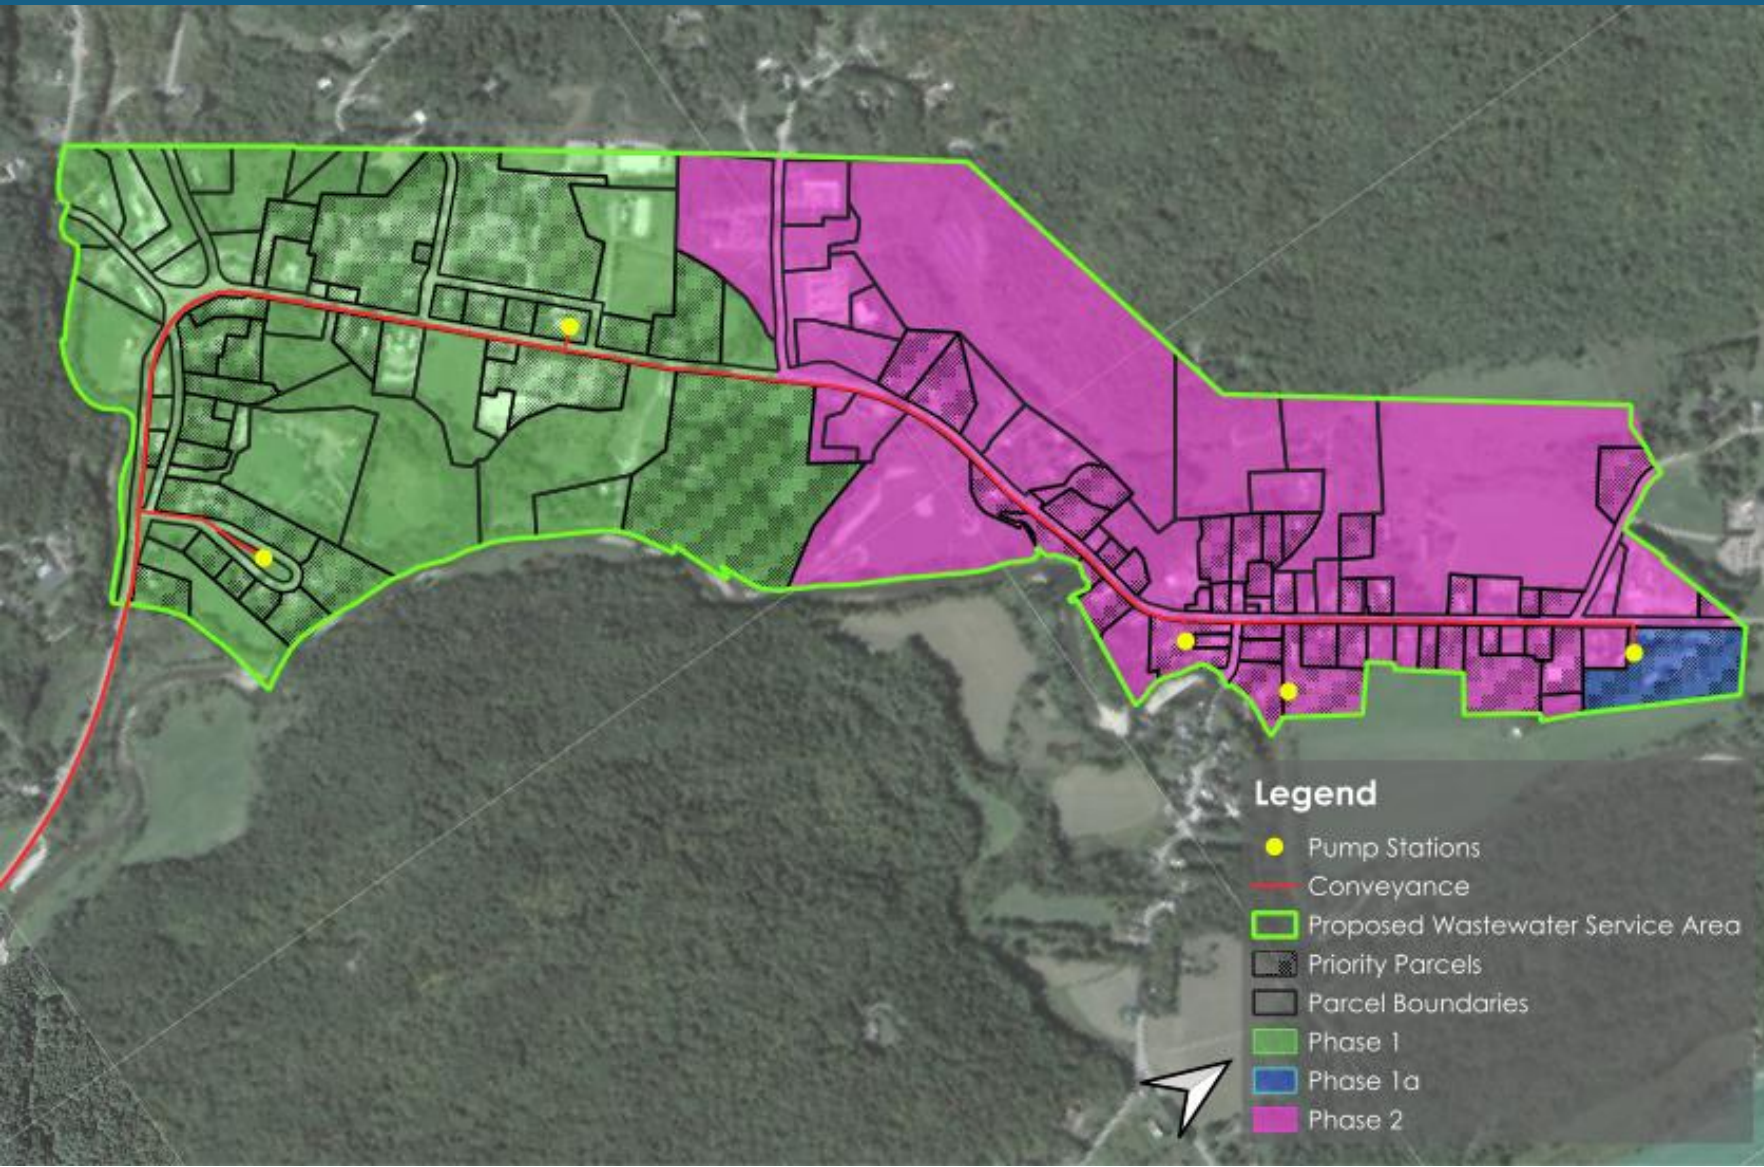 Legend
Pump Stations
Conveyance
Proposed Wastewater Service Area
Priority Parcels
Parcel Boundaries
Phase 1
Phase 1a
Phase 2